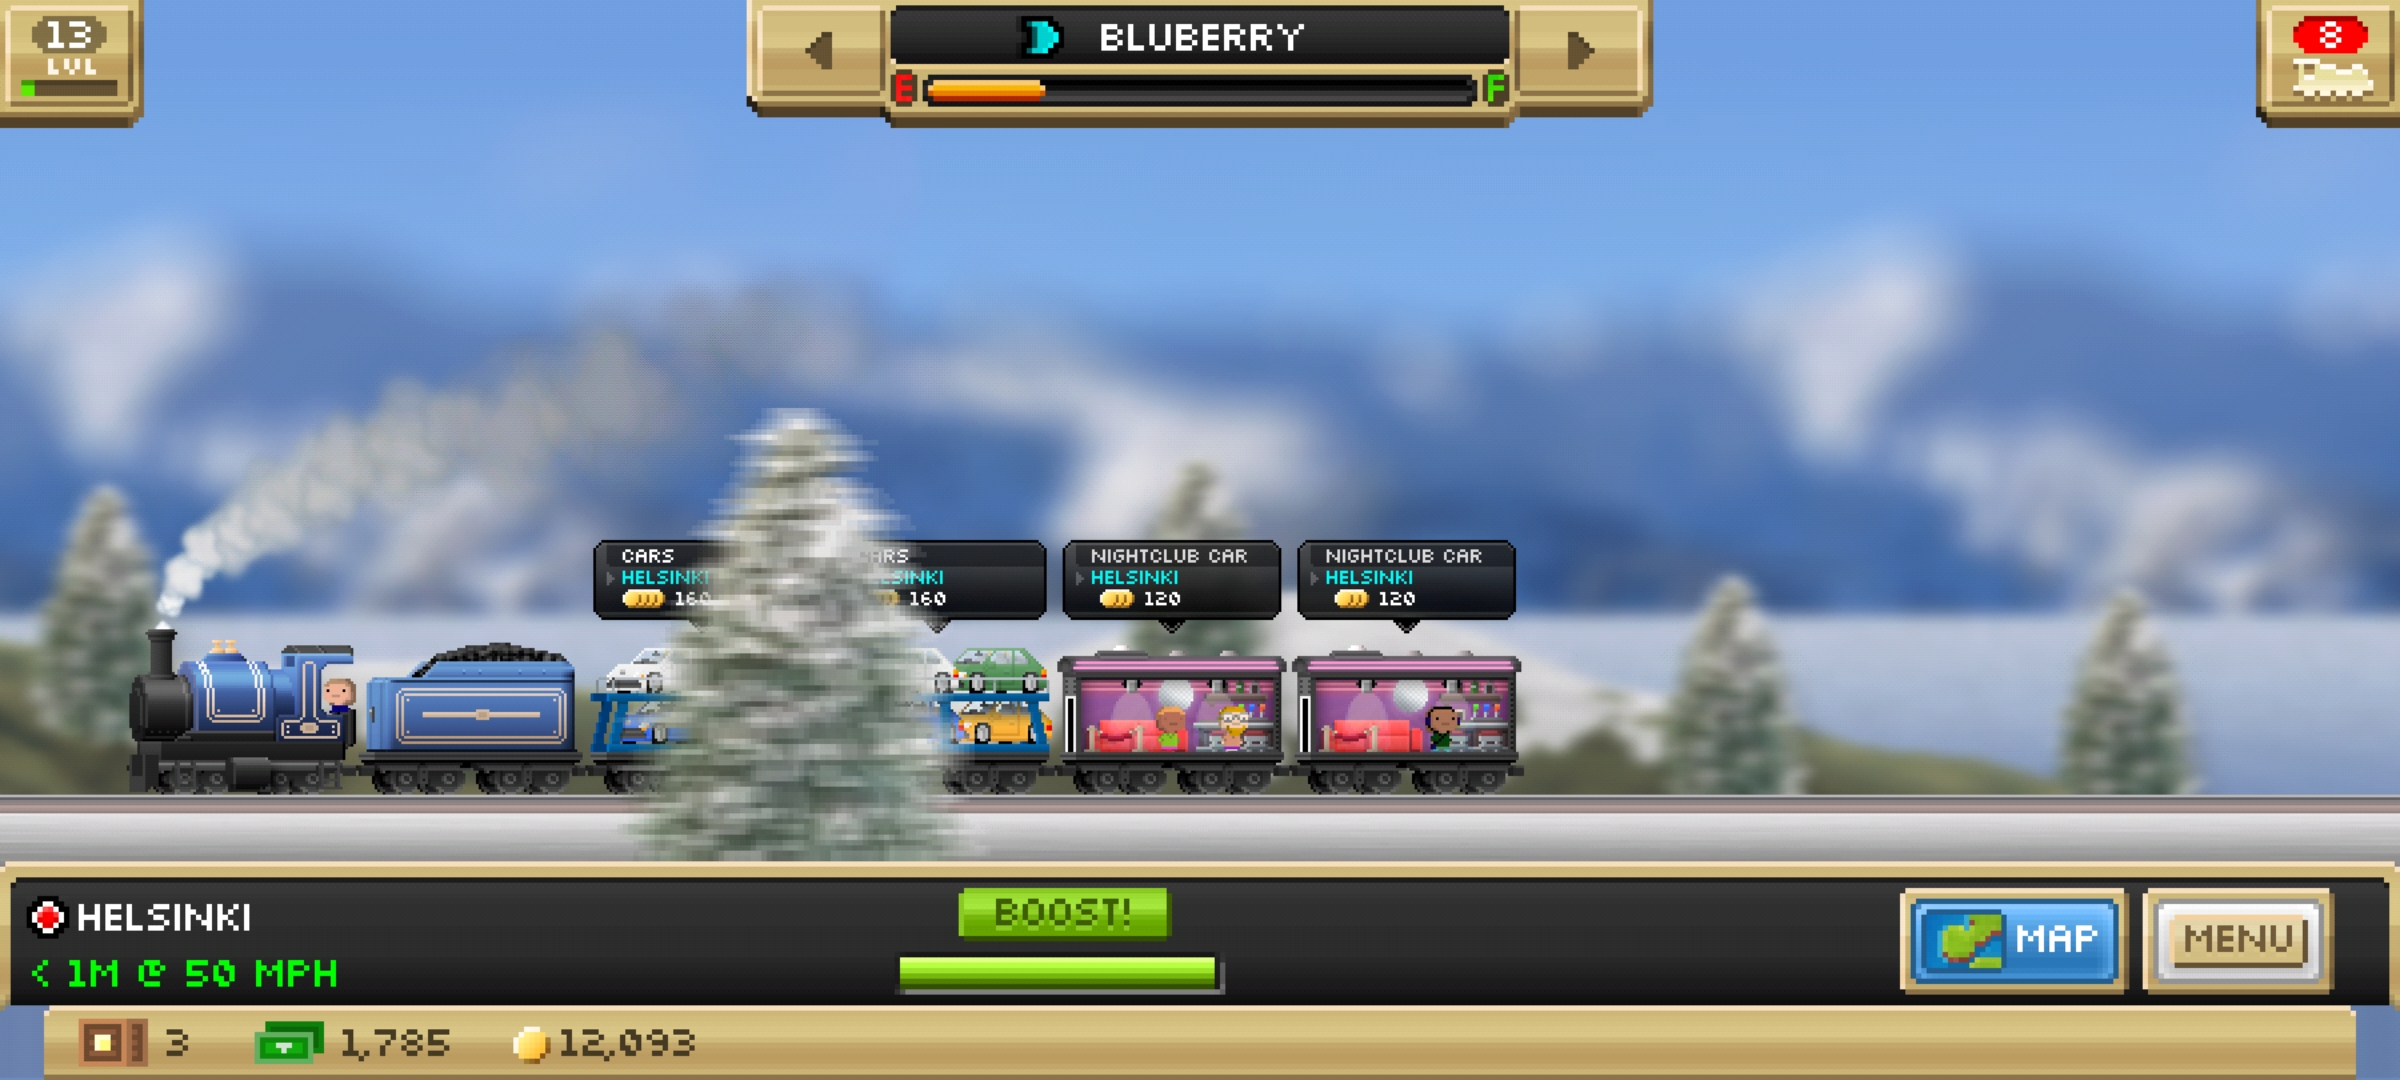 13
LVL
BLUBERRY
E F
8
CARS
HELSINKI
160
HELSINKI
160
NIGHTCLUB CAR
HELSINKI
120
NIGHTCLUB CAR
HELSINKI
120
HELSINKI
< 1M @ 50 MPH
BOOST!
MAP
MENU
3
1,785
12,093